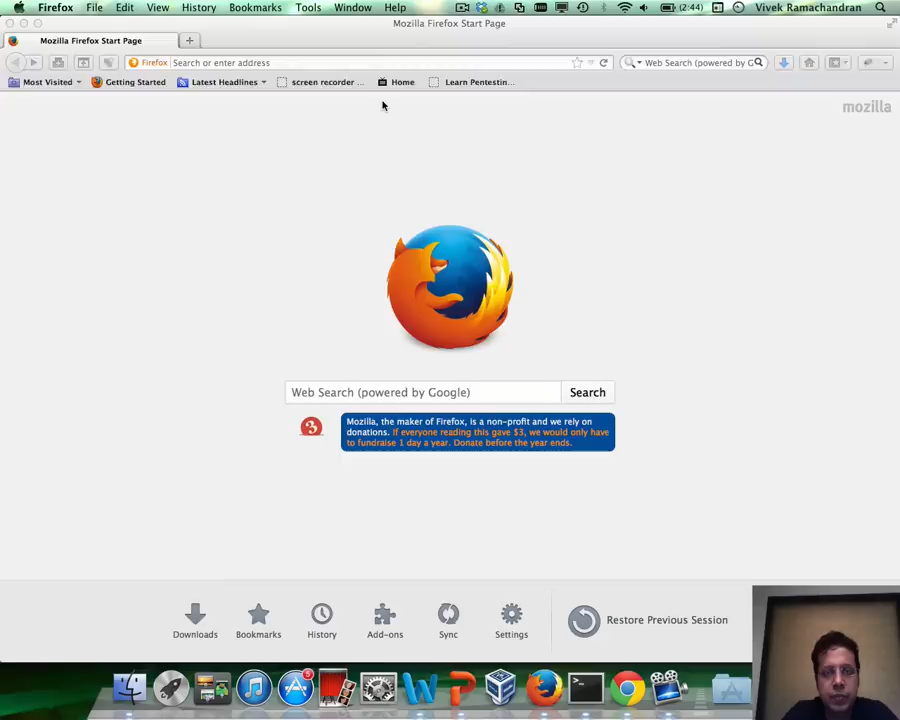 Firefox File Edit View History Bookmarks Tools Window Help (2:44) Vivek Ramachandran
Mozilla Firefox Start Page
Mozilla Firefox Start Page
Firefox Search or enter address Web Search (powered by G
Most Visited Getting Started Latest Headlines screen recorder ... Home Learn Pentestin...
mozilla
Web Search (powered by Google) Search
3
Mozilla, the maker of Firefox, is a non-profit and we rely on
donations. If everyone reading this gave $3, we would only have
to fundraise 1 day a year. Donate before the year ends.
Downloads Bookmarks History Add-ons Sync Settings Restore Previous Session